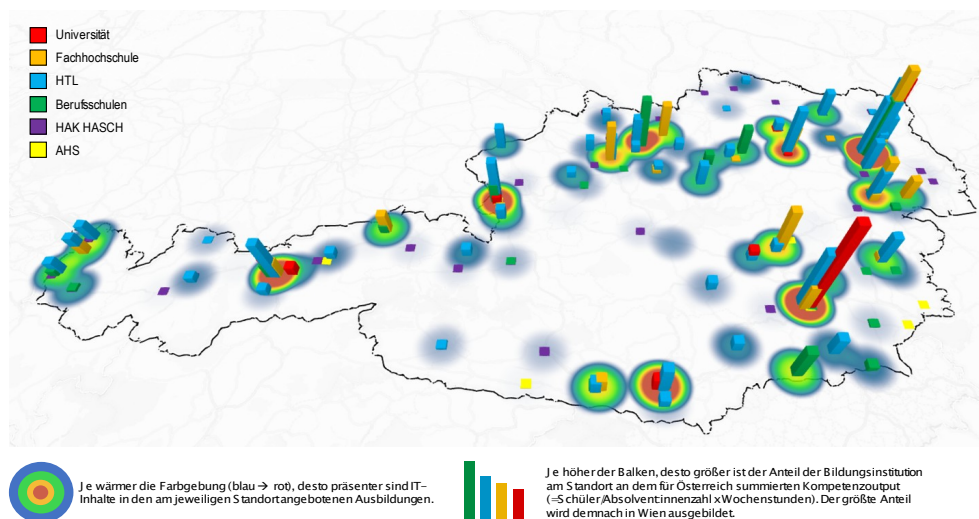 Universität
Fachhochschule
HTL
Berufsschulen
HAK HASCH
AHS
Je wärmer die Farbgebung (blau → rot), desto präsenter sind IT-
Inhalte in den am jeweiligen Standort angebotenen Ausbildungen.
Je höher der Balken, desto größer ist der Anteil der Bildungsinstitution
am Standort an dem für Österreich summierten Kompetenzoutput
(=Schüler/Absolvent:innenzahl x Wochenstunden). Der größte Anteil
wird demnach in Wien ausgebildet.